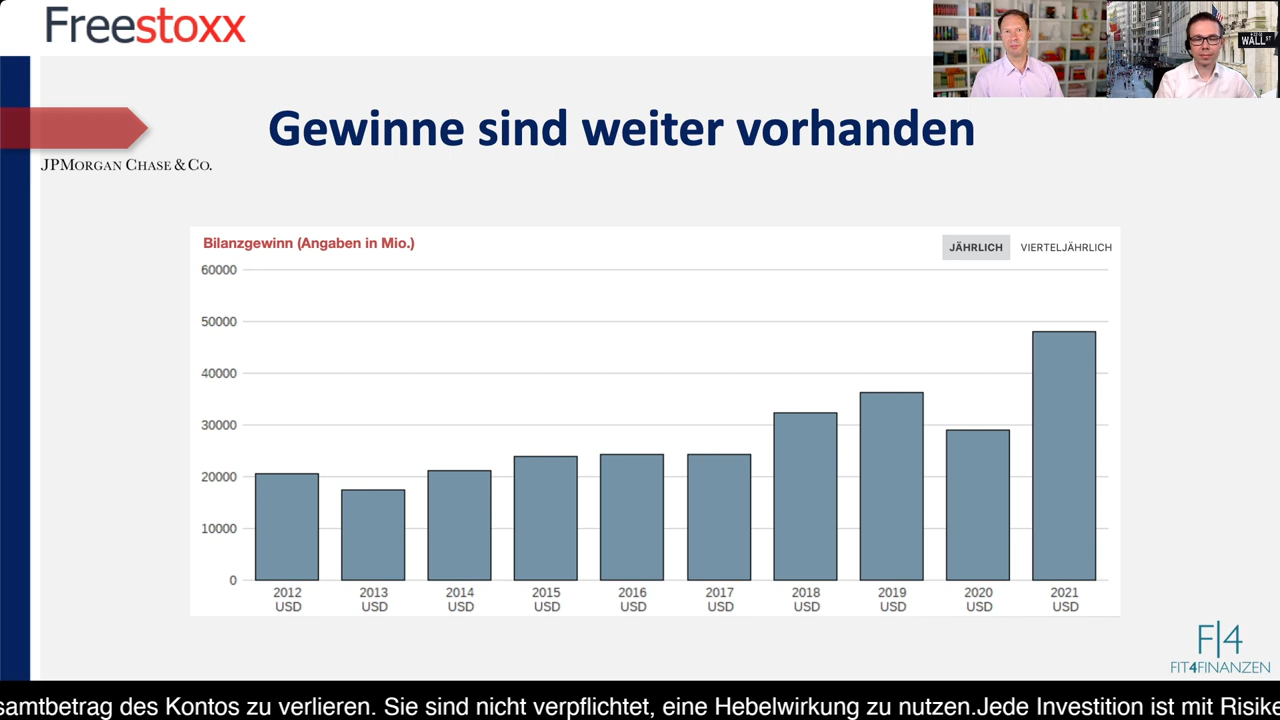 Freestoxx
WALL ST
Gewinne sind weiter vorhanden
JPMORGAN CHASE & CO.
Bilanzgewinn (Angaben in Mio.)
JÄHRLICH VIERTELJÄHRLICH
60000
50000
40000
30000
20000
10000
0
2012 2013 2014 2015 2016 2017 2018 2019 2020 2021
USD USD USD USD USD USD USD USD USD USD
F|4
FIT4FINANZEN
samtbetrag des Kontos zu verlieren. Sie sind nicht verpflichtet, eine Hebelwirkung zu nutzen.Jede Investition ist mit Risike